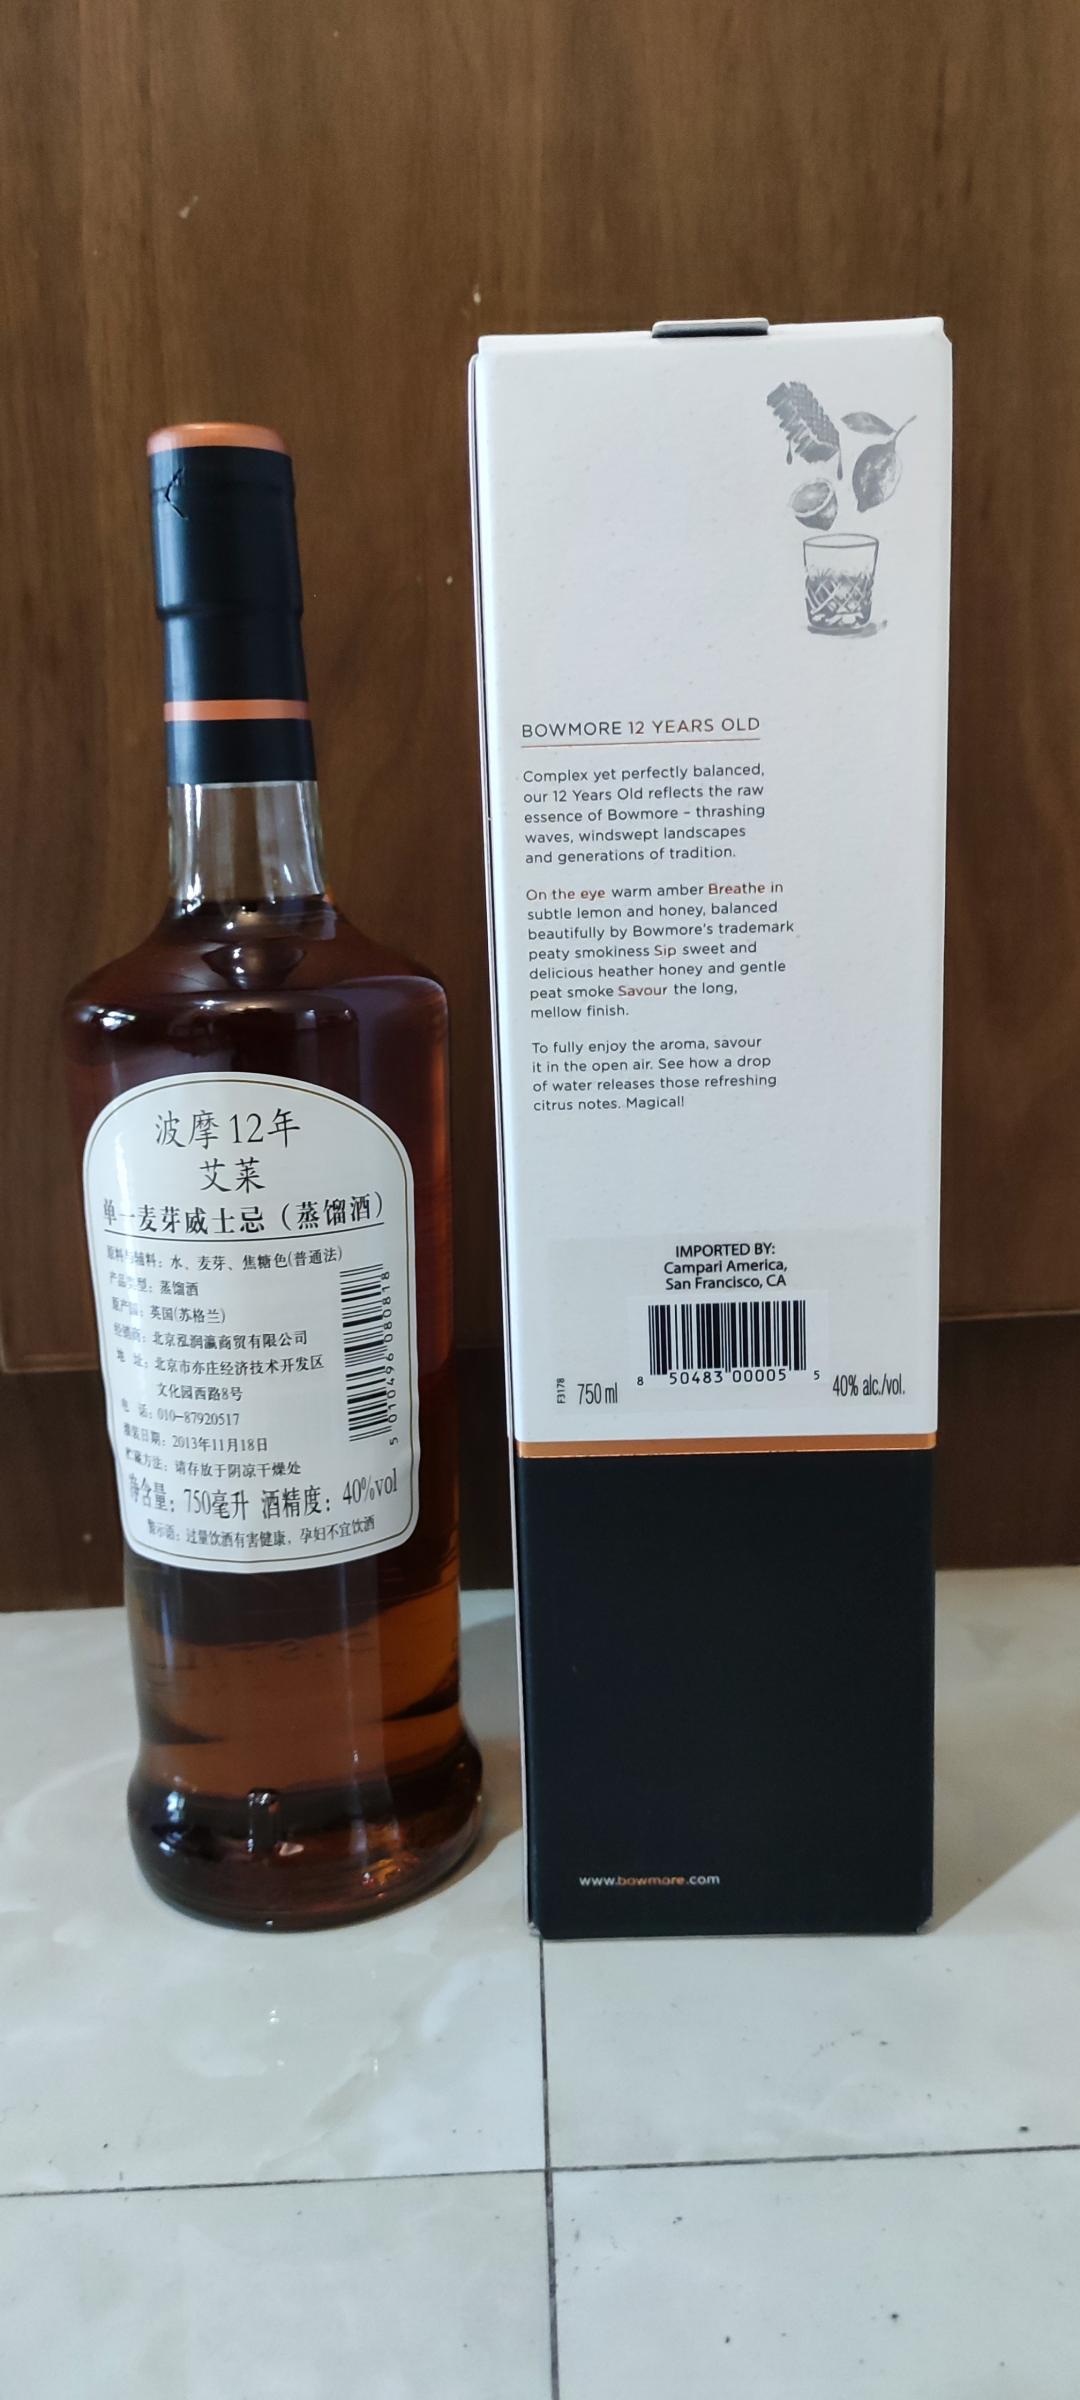 波摩12年
艾莱
单一麦芽威士忌（蒸馏酒）
原料与辅料：水、麦芽、焦糖色(普通法)
产品类型：蒸馏酒
原产国：英国(苏格兰)
经销商：北京泓润瀛商贸有限公司
地 址：北京市亦庄经济技术开发区
文化园西路8号
电 话：010-87920517
灌装日期：2013年11月18日
贮藏方法：请存放于阴凉干燥处
净含量：750毫升 酒精度：40%vol
警示语：过量饮酒有害健康，孕妇不宜饮酒
5 010496 080818
BOWMORE 12 YEARS OLD
Complex yet perfectly balanced,
our 12 Years Old reflects the raw
essence of Bowmore – thrashing
waves, windswept landscapes
and generations of tradition.
On the eye warm amber Breathe in
subtle lemon and honey, balanced
beautifully by Bowmore's trademark
peaty smokiness Sip sweet and
delicious heather honey and gentle
peat smoke Savour the long,
mellow finish.
To fully enjoy the aroma, savour
it in the open air. See how a drop
of water releases those refreshing
citrus notes. Magical!
IMPORTED BY:
Campari America,
San Francisco, CA
F3178
750 ml
8 50483 00005 5
40% alc./vol.
www.bowmore.com